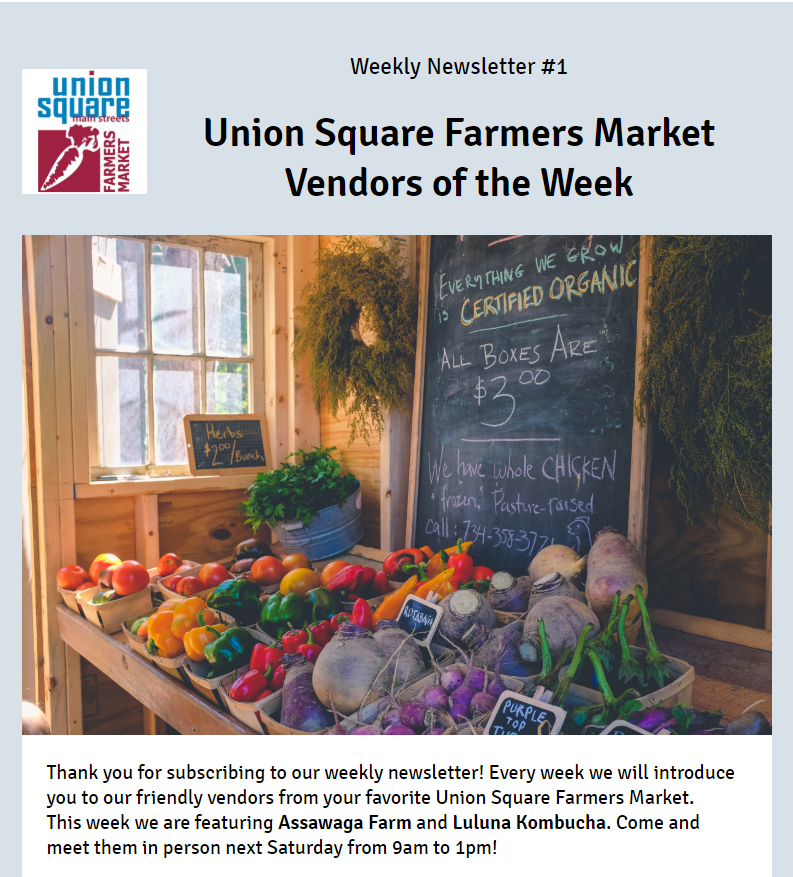 Weekly Newsletter #1
union
square
main streets
FARMERS
MARKET
Union Square Farmers Market
Vendors of the Week
EVERYTHING WE GROW
is CERTIFIED ORGANIC
ALL BOXES ARE
$3.00
Herbs
$2.00/Bunch
We have whole CHICKEN
frozen, Pasture-raised
call: 734-358-377
RUTABAGA
PURPLE
TOP
Thank you for subscribing to our weekly newsletter! Every week we will introduce
you to our friendly vendors from your favorite Union Square Farmers Market.
This week we are featuring Assawaga Farm and Luluna Kombucha. Come and
meet them in person next Saturday from 9am to 1pm!